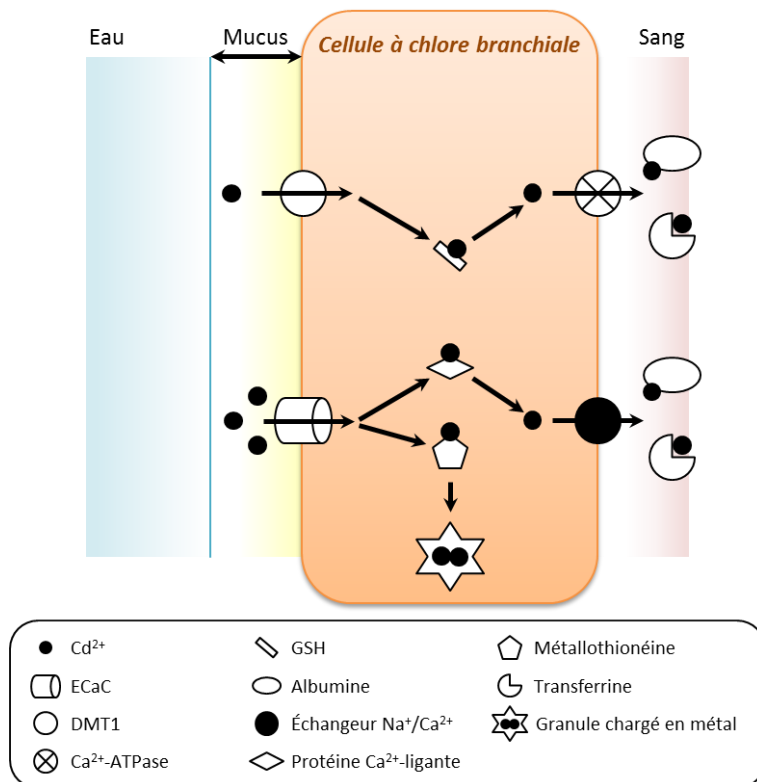 Eau
Mucus
Cellule à chlore branchiale
Sang
Cd²⁺
GSH
Métallothionéine
ECaC
Albumine
Transferrine
DMT1
Échangeur Na⁺/Ca²⁺
Granule chargé en métal
Ca²⁺-ATPase
Protéine Ca²⁺-ligante